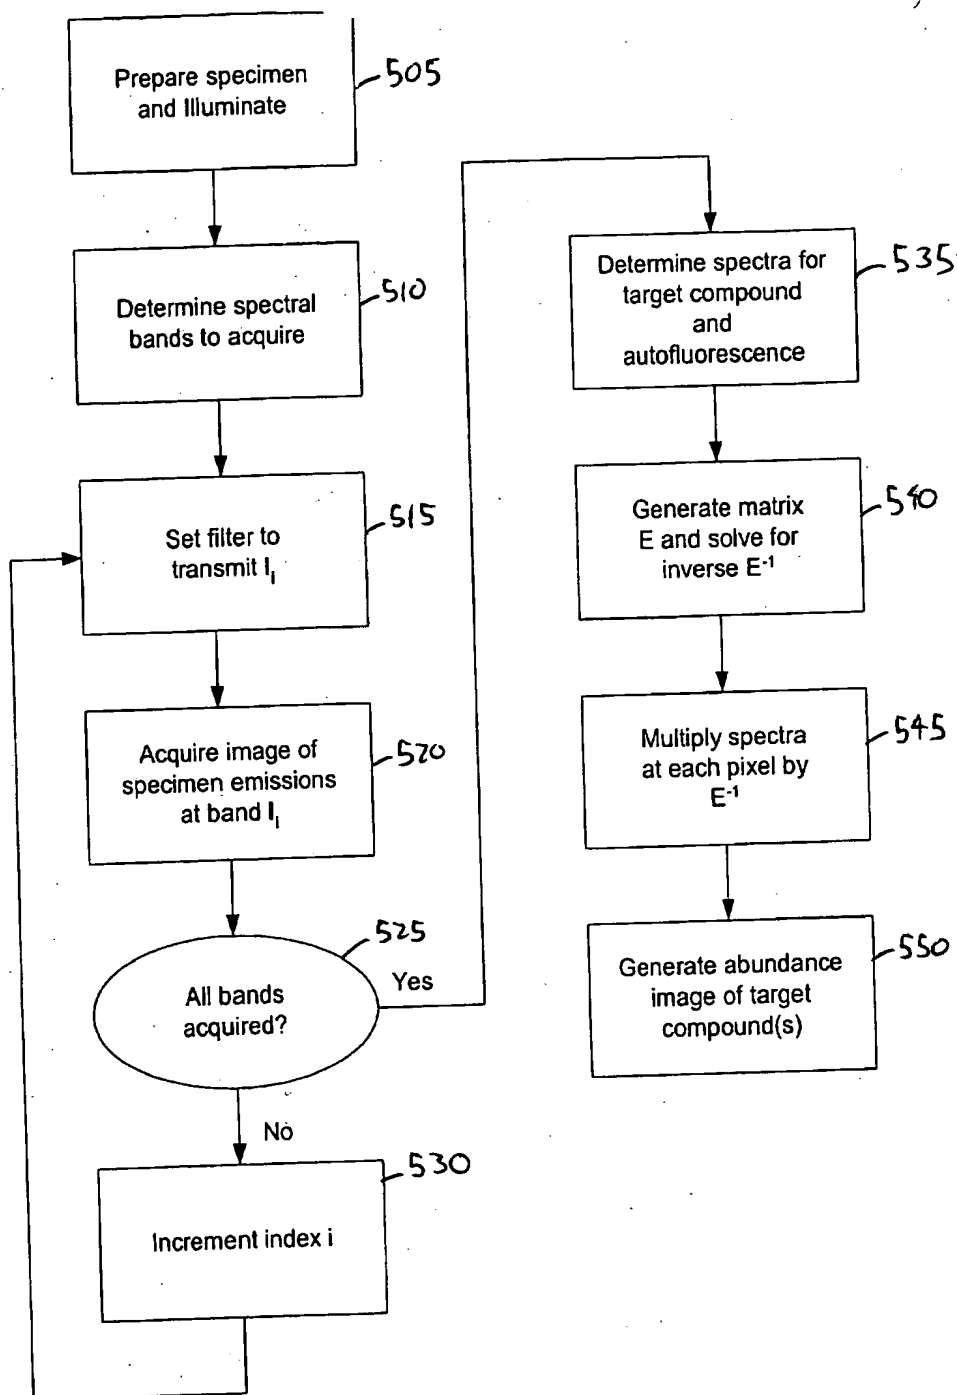 Prepare specimen
and Illuminate
505
Determine spectral
bands to acquire
510
Set filter to
transmit Iᵢ
515
Acquire image of
specimen emissions
at band Iᵢ
520
All bands
acquired?
525
Yes
No
Increment index i
530
Determine spectra for
target compound
and
autofluorescence
535
Generate matrix
E and solve for
inverse E⁻¹
540
Multiply spectra
at each pixel by
E⁻¹
545
Generate abundance
image of target
compound(s)
550